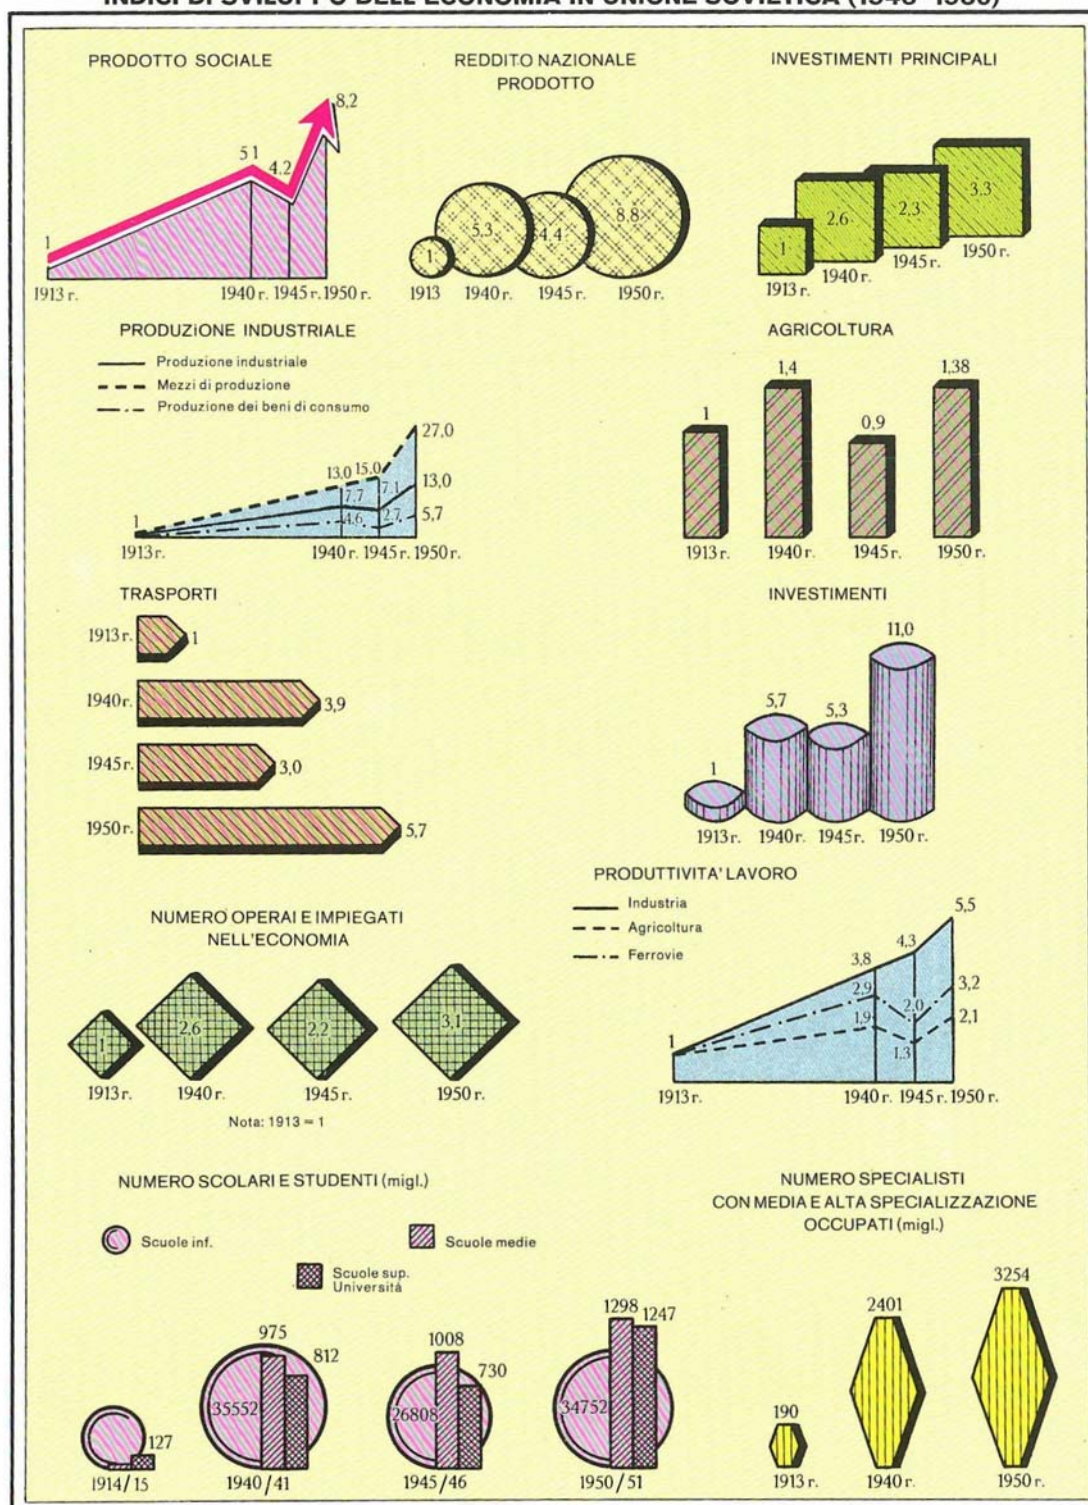 INDICI DI SVILUPPO DELL'ECONOMIA IN UNIONE SOVIETICA
PRODOTTO SOCIALE
1
5 1
4.2
8,2
1913 г.
1940 г.
1945 г.
1950 г.
REDDITO NAZIONALE
PRODOTTO
1
5.3
4.4
8.8
1913
1940 г.
1945 г.
1950 г.
INVESTIMENTI PRINCIPALI
1
2.6
2.3
3.3
1913 г.
1940 г.
1945 г.
1950 г.
PRODUZiONE INDUSTRIALE
Produzione industriale
Mezzi di produzione
Produzione dei beni di consumo
1
13,0
15.0
27,0
7.7
7.1
13,0
4.6
2.7
5,7
1913 г.
1940 г.
1945 г.
1950 г.
AGRICOLTURA
1
1,4
0,9
1,38
1913 г.
1940 г.
1945 г.
1950 г.
TRASPORTI
1913 г.
1
1940 г.
3,9
1945 г.
3,0
1950 г.
5,7
INVESTIMENTI
1
5,7
5,3
11,0
1913 г.
1940 г.
1945 г.
1950 г.
NUMERO OPERAI E IMPIEGATI
NELL'ECONOMIA
1
2,6
2,2
3,1
1913 г.
1940 г.
1945 г.
1950 г.
Nota: 1913 = 1
PRODUTTIVITA' LAVORO
Industria
Agricoltura
Ferrovie
1
3,8
4,3
5,5
2,9
2,0
3,2
1,9
1,3
2,1
1913 г.
1940 г.
1945 г.
1950 г.
NUMERO SCOLARI E STUDENTI (migl.)
Scuole inf.
Scuole medie
Scuole sup.
Universitá
127
975
812
35552
1008
730
26808
1298
1247
34752
1914/15
1940/41
1945/46
1950/51
NUMERO SPECIALISTI
CON MEDIA E ALTA SPECIALIZZAZIONE
OCCUPATI (migl.)
190
2401
3254
1913 г.
1940 г.
1950 г.